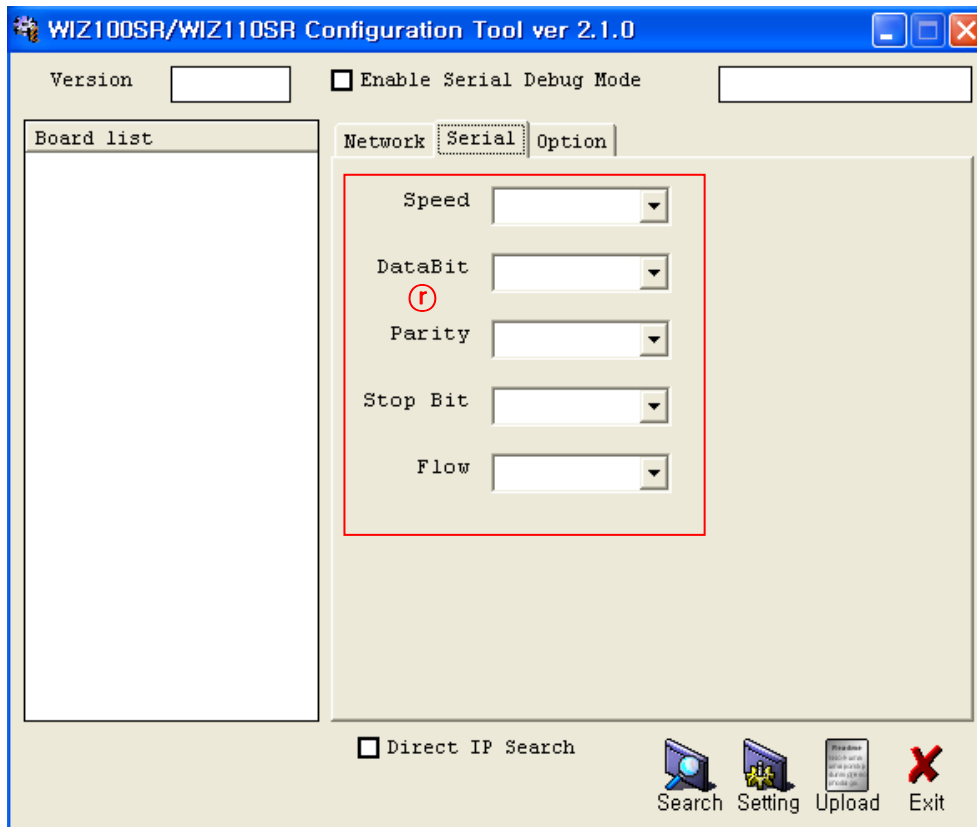 WIZ100SR/WIZ110SR Configuration Tool ver 2.1.0
Version
Enable Serial Debug Mode
Board list
Network Serial Option
Speed
DataBit
r
Parity
Stop Bit
Flow
Direct IP Search
Search Setting Upload Exit